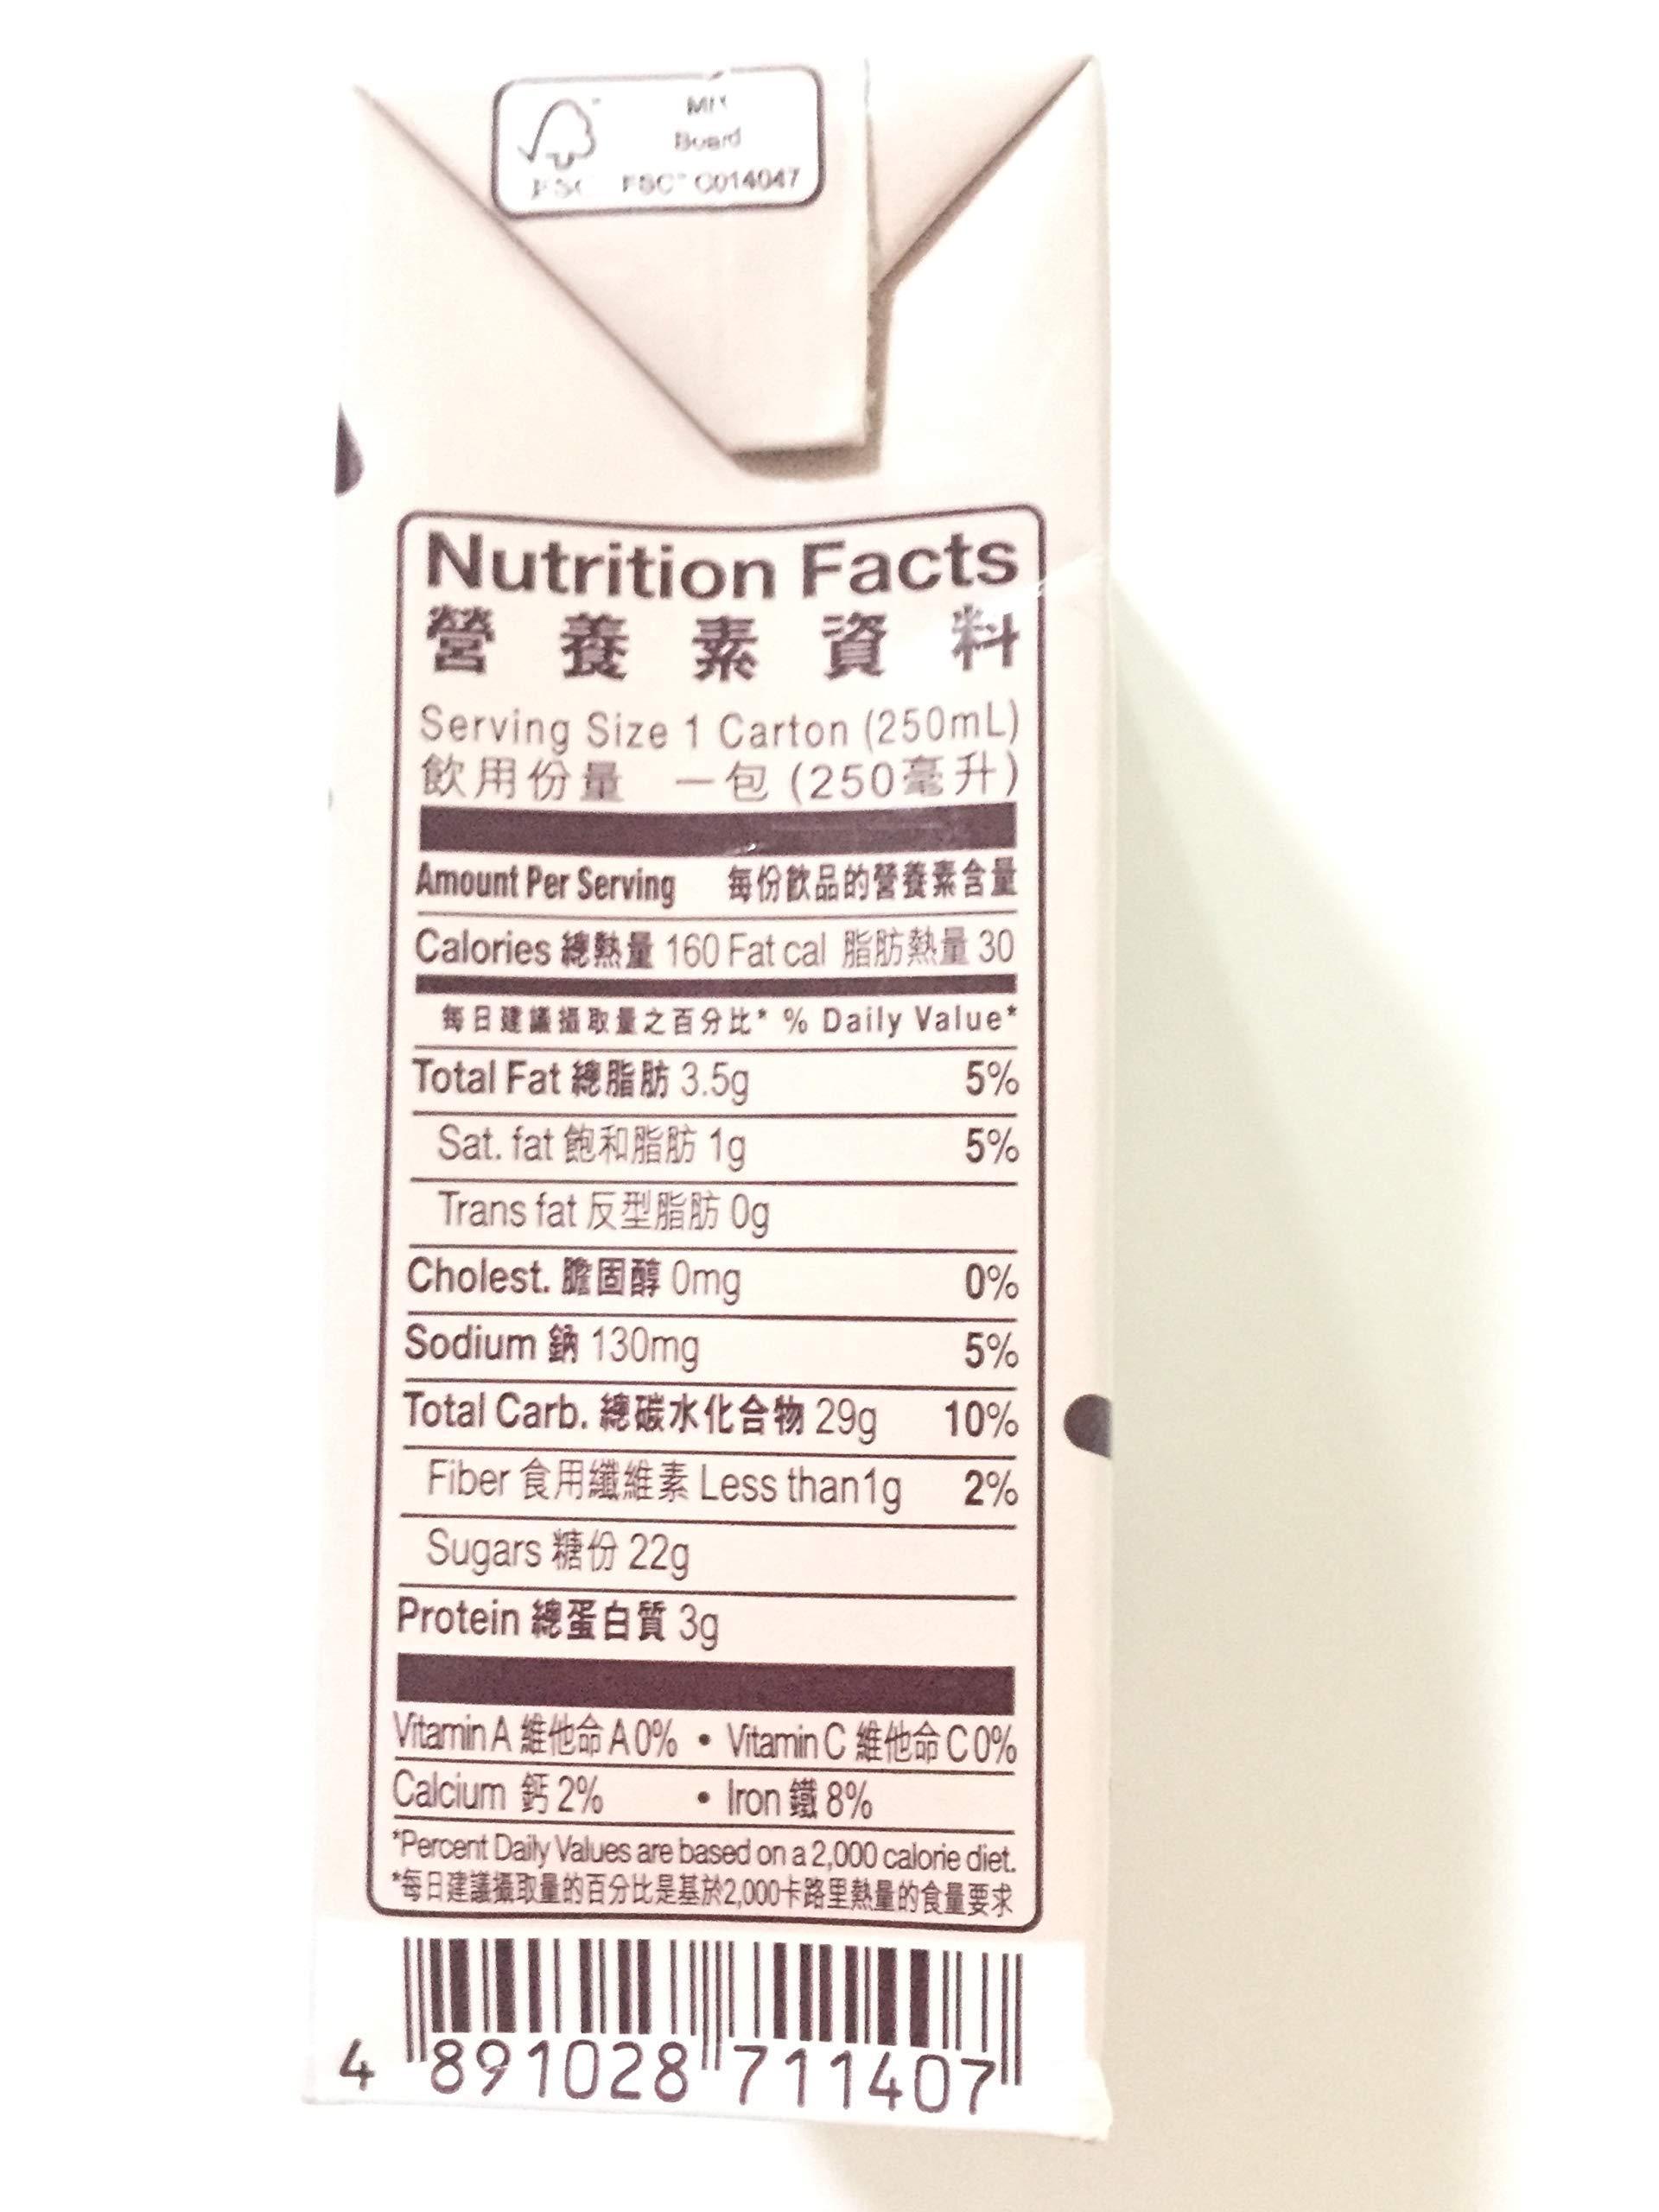 Board
FSC™ C014047
Nutrition Facts
營養素資料
Serving Size 1 Carton (250mL)
飲用份量 一包 (250毫升)
Amount Per Serving 每份飲品的營養素含量
Calories 總熱量 160 Fat cal 脂肪熱量 30
每日建議攝取量之百分比* % Daily Value*
Total Fat 總脂肪 3.5g 5%
Sat. fat 飽和脂肪 1g 5%
Trans fat 反型脂肪 0g
Cholest. 膽固醇 0mg 0%
Sodium 鈉 130mg 5%
Total Carb. 總碳水化合物 29g 10%
Fiber 食用纖維素 Less than1g 2%
Sugars 糖份 22g
Protein 總蛋白質 3g
Vitamin A 維他命 A 0% • Vitamin C 維他命 C 0%
Calcium 鈣 2% • Iron 鐵 8%
*Percent Daily Values are based on a 2,000 calorie diet.
*每日建議攝取量的百分比是基於2,000卡路里熱量的食量要求
4 891028 711407